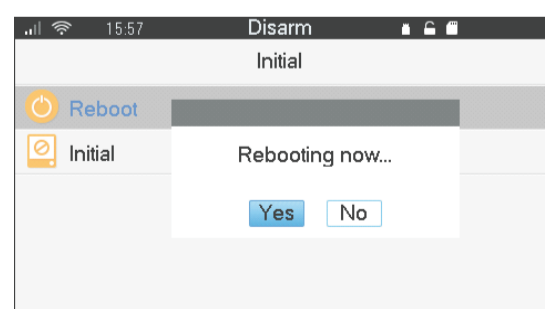 15:57 Disarm
Initial
Reboot
Initial
Rebooting now...
Yes No